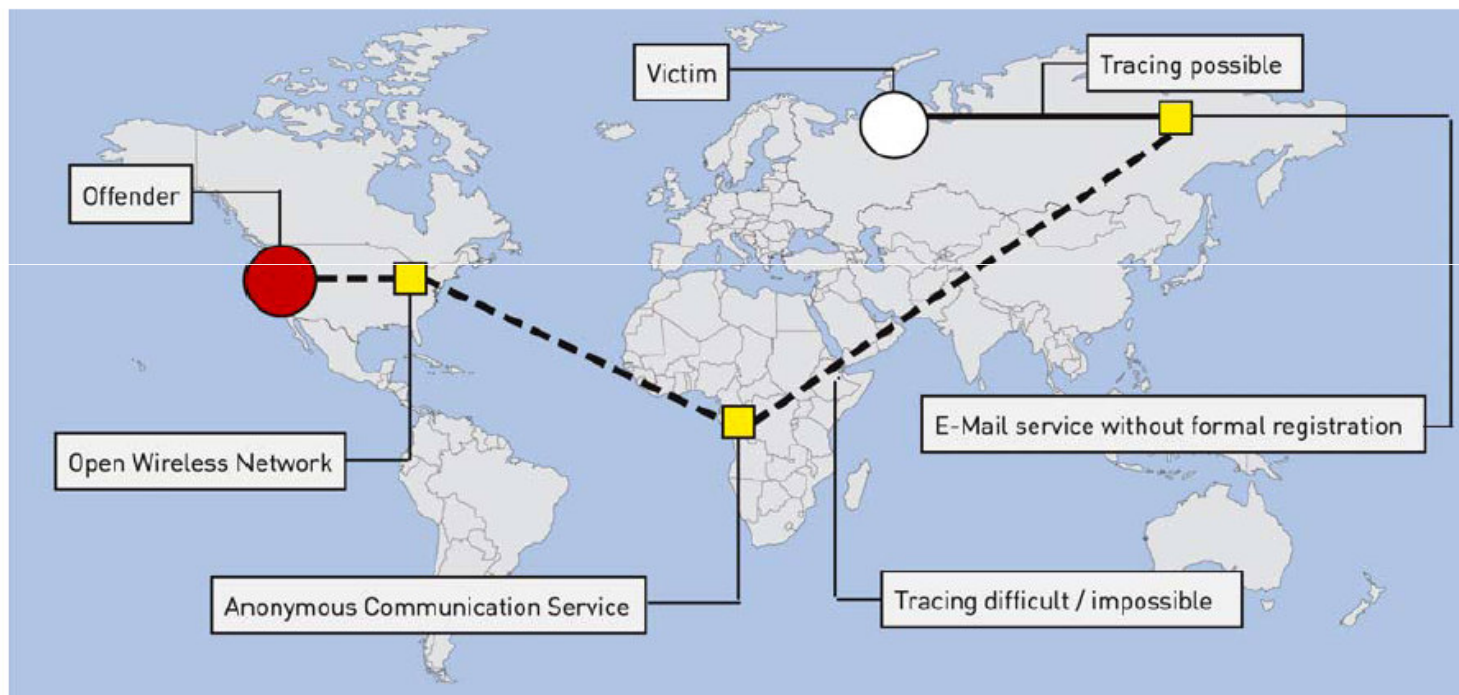 Victim
Tracing possible
Offender
E-Mail service without formal registration
Open Wireless Network
Anonymous Communication Service
Tracing difficult / impossible